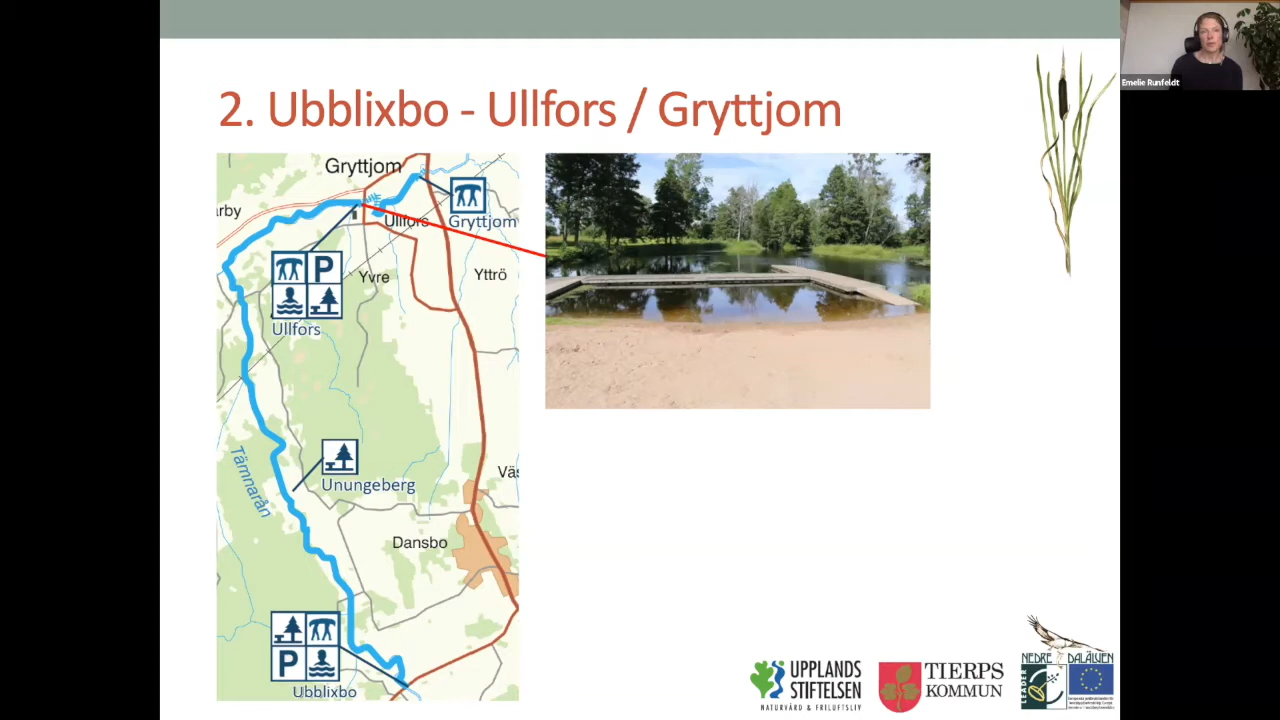 Emelie Runfeldt
2. Ubblixbo - Ullfors / Gryttjom
Gryttjom
arby
Ullfors
Gryttjom
P
Yvre
Yttrö
Ullfors
Tämnarån
Väs
Unungeberg
Dansbo
P
Ubblixbo
UPPLANDS
STIFTELSEN
NATURVÅRD & FRILUFTSLIV
TIERPS
KOMMUN
NEDRE DALÄLVEN
LEADER